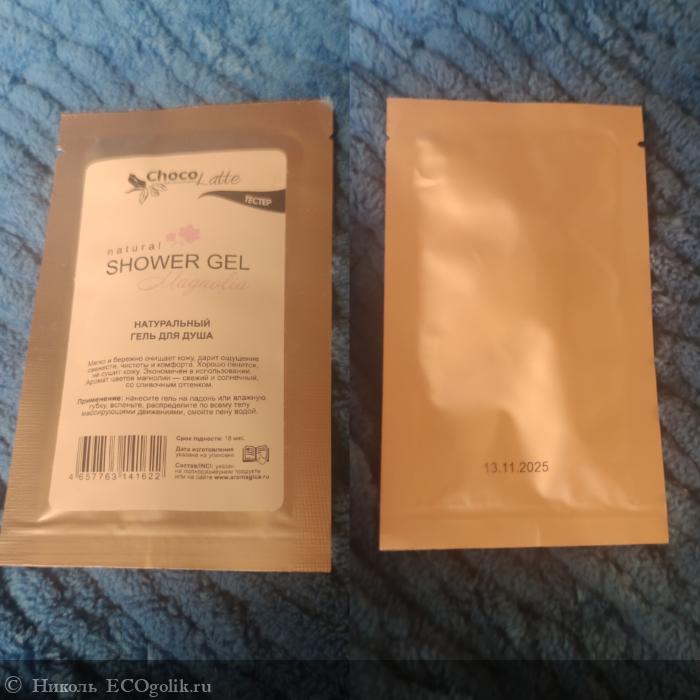 Choco Latte
ТЕСТЕР
natural
SHOWER GEL
Magnolia
НАТУРАЛЬНЫЙ
ГЕЛЬ ДЛЯ ДУША
Мягко и бережно очищает кожу, дарит ощущение
свежести, чистоты и комфорта. Хорошо пенится,
не сушит кожу. Экономичен в использовании.
Аромат цветов магнолии — свежий и солнечный,
со сливочным оттенком.
Применение: нанесите гель на ладонь или влажную
губку, вспеньте, распределите по всему телу
массирующими движениями, смойте пену водой.
Срок годности: 18 мес.
Дата изготовления
указана на упаковке.
Состав/INCI: указан
на полноразмерном продукте
или на сайте www.aromagica.ru
4 657763 141622
13.11.2025
© Николь ECOgolik.ru